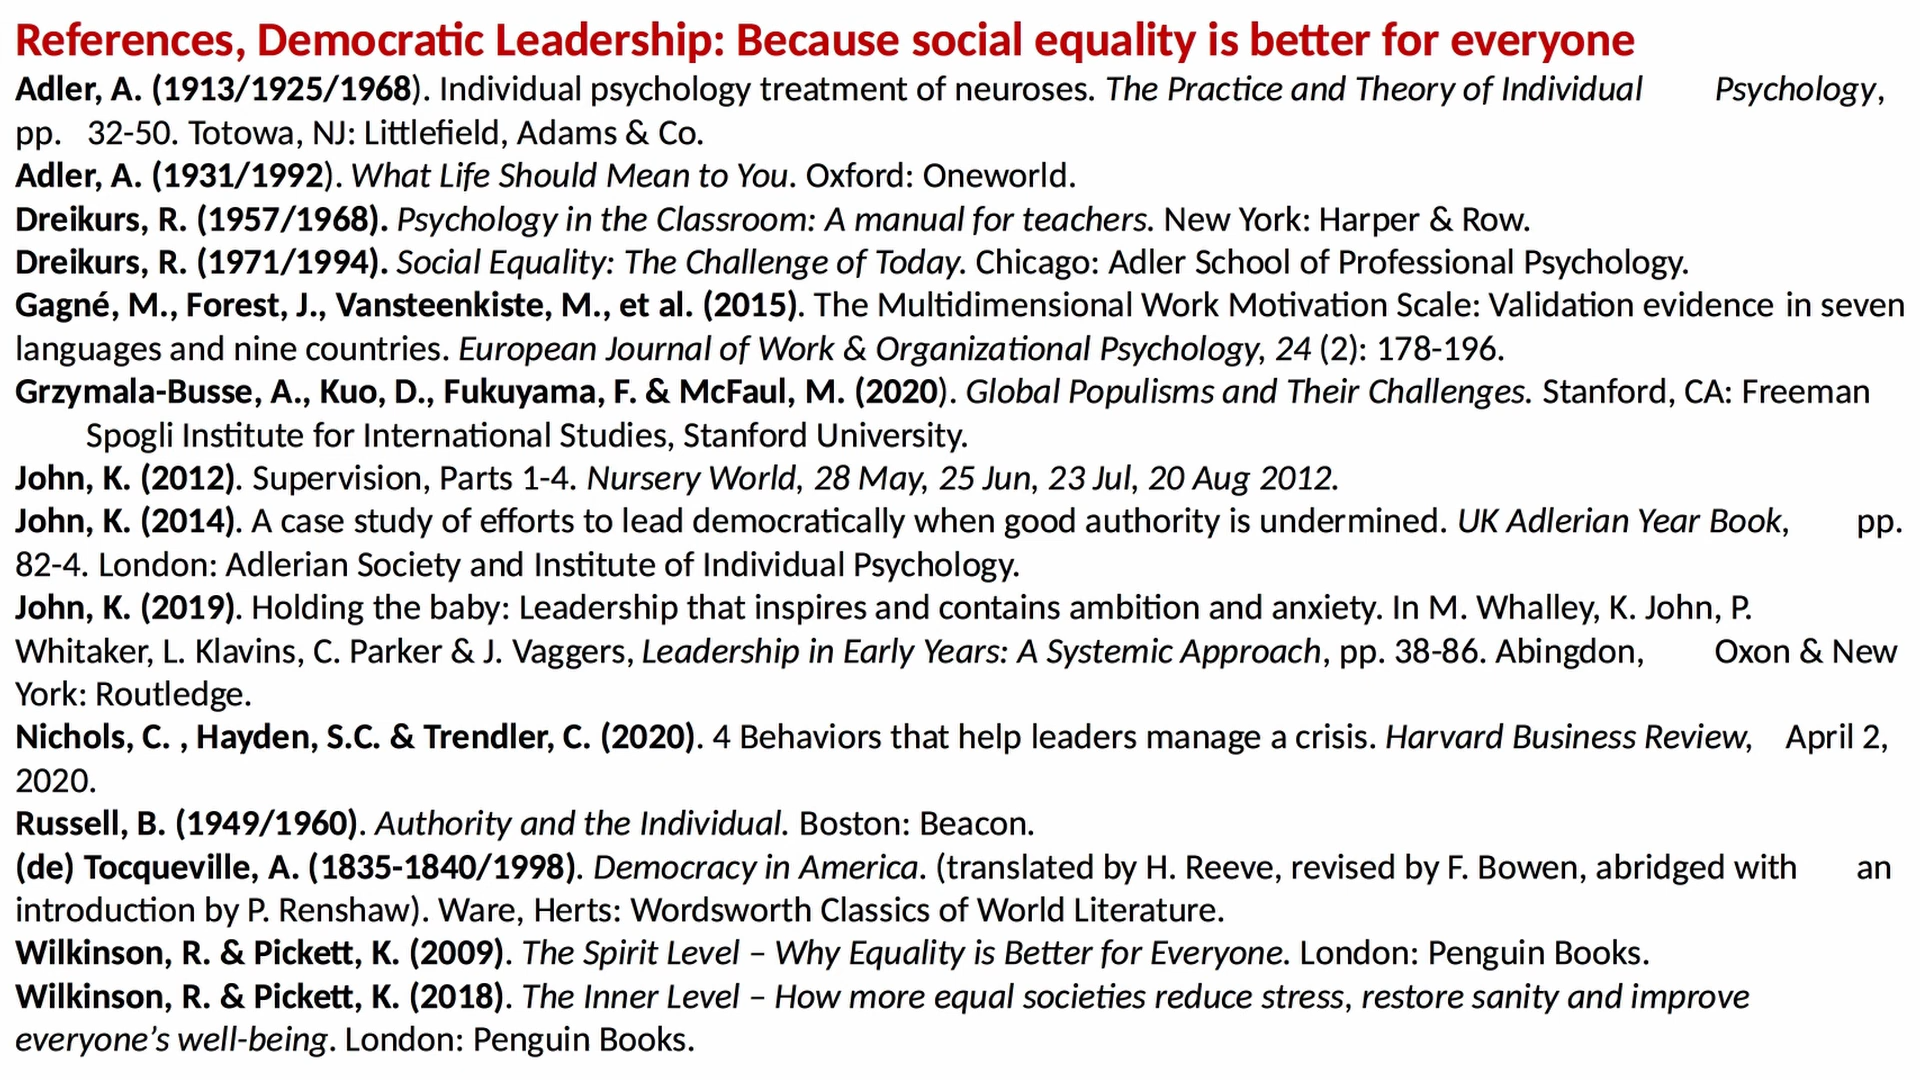 References, Democratic Leadership: Because social equality is better for everyone
Adler, A. (1913/1925/1968). Individual psychology treatment of neuroses. The Practice and Theory of Individual Psychology,
pp. 32-50. Totowa, NJ: Littlefield, Adams & Co.
Adler, A. (1931/1992). What Life Should Mean to You. Oxford: Oneworld.
Dreikurs, R. (1957/1968). Psychology in the Classroom: A manual for teachers. New York: Harper & Row.
Dreikurs, R. (1971/1994). Social Equality: The Challenge of Today. Chicago: Adler School of Professional Psychology.
Gagné, M., Forest, J., Vansteenkiste, M., et al. (2015). The Multidimensional Work Motivation Scale: Validation evidence in seven
languages and nine countries. European Journal of Work & Organizational Psychology, 24 (2): 178-196.
Grzymala-Busse, A., Kuo, D., Fukuyama, F. & McFaul, M. (2020). Global Populisms and Their Challenges. Stanford, CA: Freeman
Spogli Institute for International Studies, Stanford University.
John, K. (2012). Supervision, Parts 1-4. Nursery World, 28 May, 25 Jun, 23 Jul, 20 Aug 2012.
John, K. (2014). A case study of efforts to lead democratically when good authority is undermined. UK Adlerian Year Book, pp.
82-4. London: Adlerian Society and Institute of Individual Psychology.
John, K. (2019). Holding the baby: Leadership that inspires and contains ambition and anxiety. In M. Whalley, K. John, P.
Whitaker, L. Klavins, C. Parker & J. Vaggers, Leadership in Early Years: A Systemic Approach, pp. 38-86. Abingdon, Oxon & New
York: Routledge.
Nichols, C. , Hayden, S.C. & Trendler, C. (2020). 4 Behaviors that help leaders manage a crisis. Harvard Business Review, April 2,
2020.
Russell, B. (1949/1960). Authority and the Individual. Boston: Beacon.
(de) Tocqueville, A. (1835-1840/1998). Democracy in America. (translated by H. Reeve, revised by F. Bowen, abridged with an
introduction by P. Renshaw). Ware, Herts: Wordsworth Classics of World Literature.
Wilkinson, R. & Pickett, K. (2009). The Spirit Level – Why Equality is Better for Everyone. London: Penguin Books.
Wilkinson, R. & Pickett, K. (2018). The Inner Level – How more equal societies reduce stress, restore sanity and improve
everyone’s well-being. London: Penguin Books.